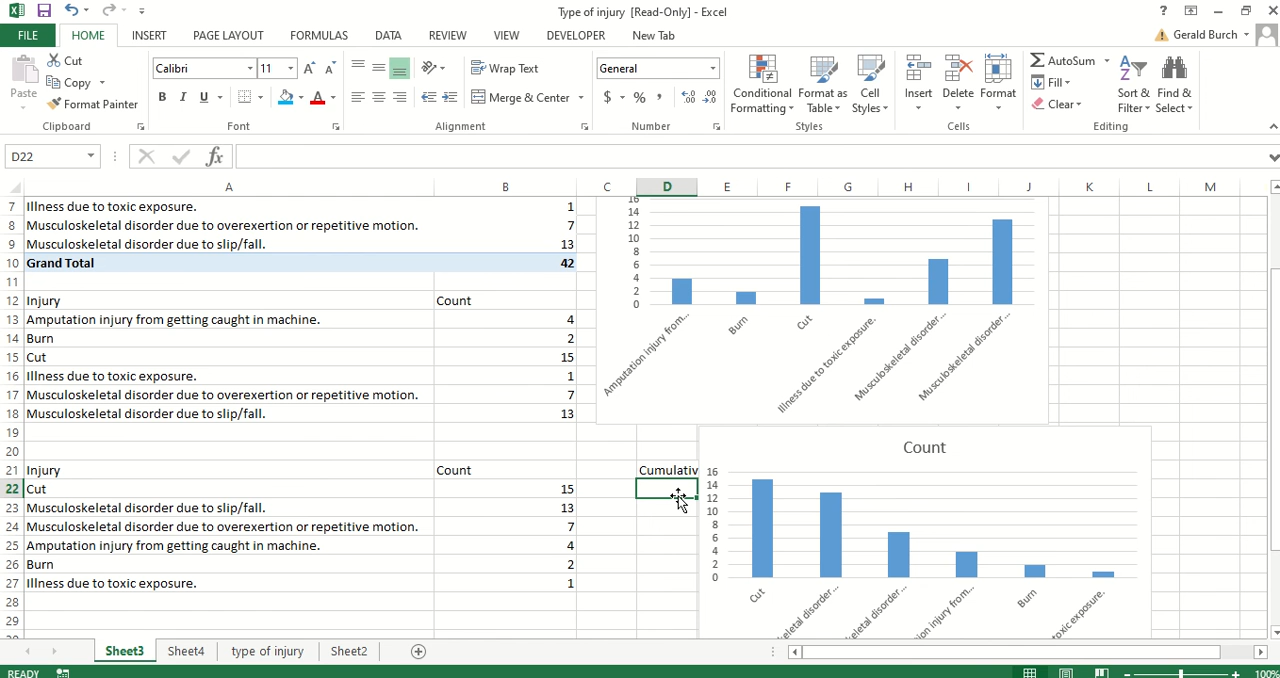 Type of injury [Read-Only] - Excel
?
FILE HOME INSERT PAGE LAYOUT FORMULAS DATA REVIEW VIEW DEVELOPER New Tab Gerald Burch
Paste
Cut
Copy
Format Painter
Clipboard
Calibri 11
B I U
Font
Wrap Text
Merge & Center
Alignment
General
$ % ,
Number
Conditional Formatting
Format as Table
Cell Styles
Styles
Insert Delete Format
Cells
AutoSum
Fill
Clear
Sort & Filter
Find & Select
Editing
D22
fx
A B C D E F G H I J K L M
7 Illness due to toxic exposure. 1
8 Musculoskeletal disorder due to overexertion or repetitive motion. 7
9 Musculoskeletal disorder due to slip/fall. 13
10 Grand Total 42
11
12 Injury Count
13 Amputation injury from getting caught in machine. 4
14 Burn 2
15 Cut 15
16 Illness due to toxic exposure. 1
17 Musculoskeletal disorder due to overexertion or repetitive motion. 7
18 Musculoskeletal disorder due to slip/fall. 13
19
20
21 Injury Count Cumulativ
22 Cut 15
23 Musculoskeletal disorder due to slip/fall. 13
24 Musculoskeletal disorder due to overexertion or repetitive motion. 7
25 Amputation injury from getting caught in machine. 4
26 Burn 2
27 Illness due to toxic exposure. 1
28
29
16
14
12
10
8
6
4
2
0
Amputation injury from...
Burn
Cut
Illness due to toxic exposure.
Musculoskeletal disorder...
Musculoskeletal disorder...
Count
16
14
12
10
8
6
4
2
0
Cut
keletal disorder...
keletal disorder...
ion injury from...
Burn
toxic exposure.
Sheet3 Sheet4 type of injury Sheet2
READY 100%